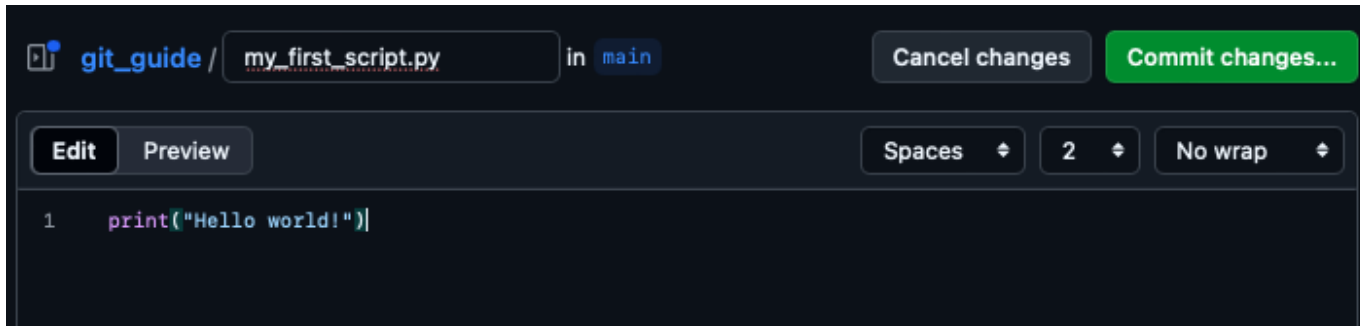 git_guide / my_first_script.py in main Cancel changes Commit changes...
Edit Preview Spaces 2 No wrap
1 print("Hello world!")